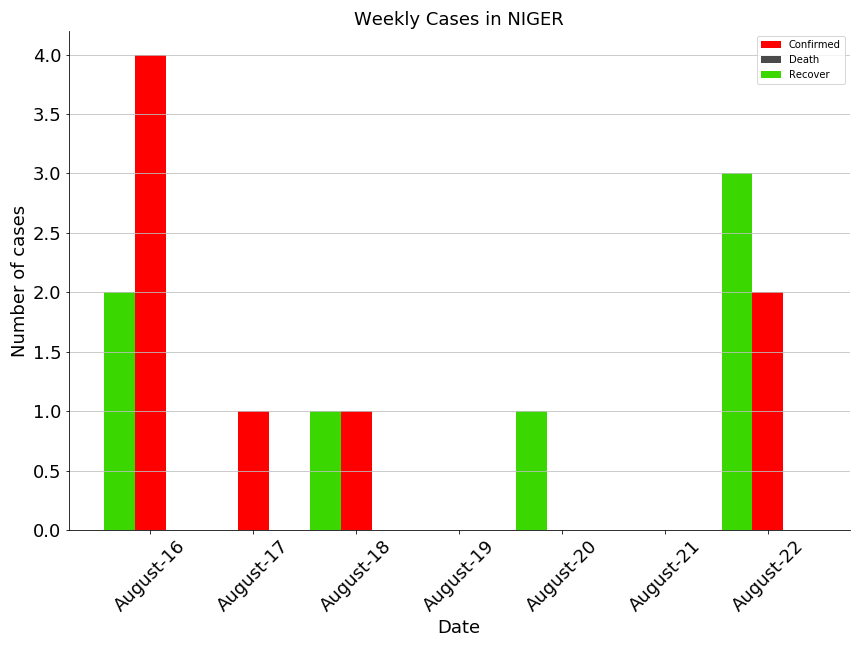 Weekly Cases in NIGER
Confirmed
Death
Recover
Number of cases
4.0
3.5
3.0
2.5
2.0
1.5
1.0
0.5
0.0
August-16
August-17
August-18
August-19
August-20
August-21
August-22
Date